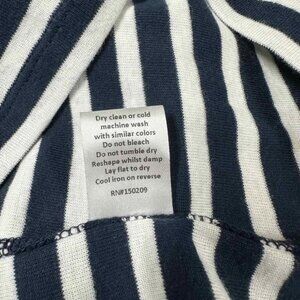 Dry clean or cold
machine wash
with similar colors
Do not bleach
Do not tumble dry
Reshape whilst damp
Lay flat to dry
Cool iron on reverse
RN#150209